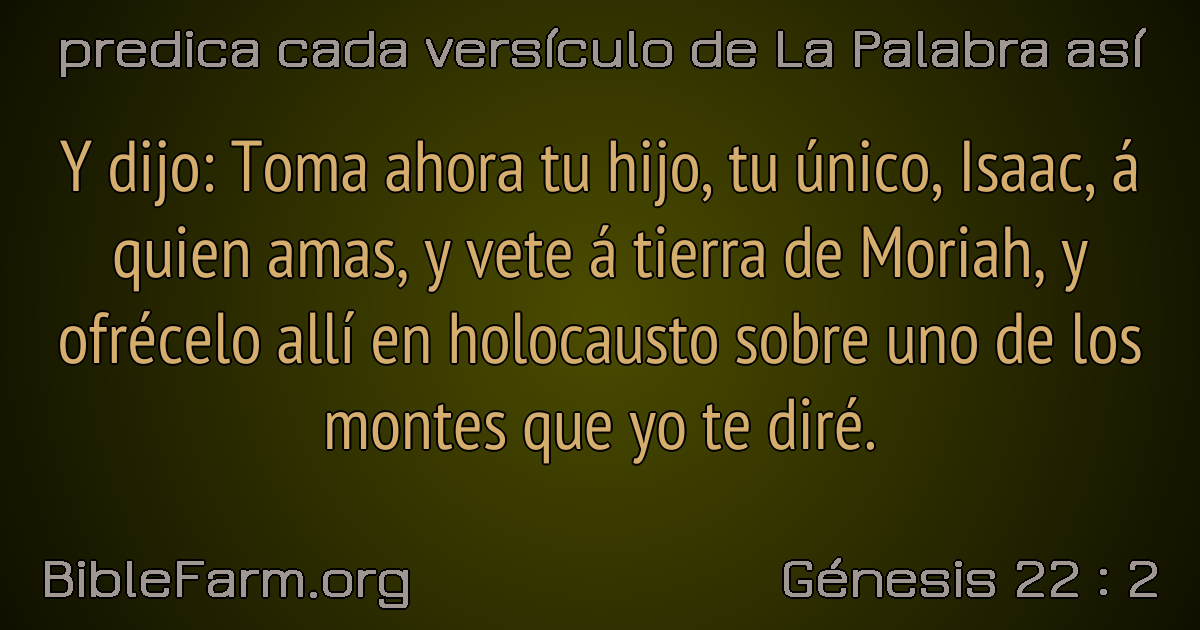 predica cada versículo de La Palabra así
Y dijo: Toma ahora tu hijo, tu único, Isaac, á
quien amas, y vete á tierra de Moriah, y
ofrécelo allí en holocausto sobre uno de los
montes que yo te diré.
BibleFarm.org
Génesis 22 : 2